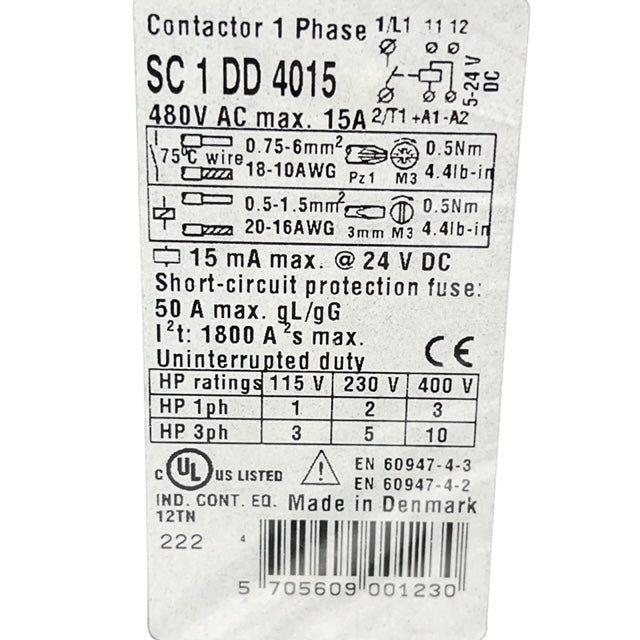 Contactor 1 Phase 1/L1 11 12
SC 1 DD 4015
5-24 V DC
480V AC max. 15A 2/T1 +A1-A2
75°C wire 0.75-6mm² 0.5Nm
18-10AWG Pz1 M3 4.4lb-in
0.5-1.5mm² 0.5Nm
20-16AWG 3mm M3 4.4lb-in
15 mA max. @ 24 V DC
Short-circuit protection fuse:
50 A max. gL/gG
I²t: 1800 A²s max.
Uninterrupted duty CE
HP ratings 115 V 230 V 400 V
HP 1ph 1 2 3
HP 3ph 3 5 10
C UL US LISTED EN 60947-4-3
EN 60947-4-2
IND. CONT. EQ. Made in Denmark
12TN
222 4
5 705609 001230